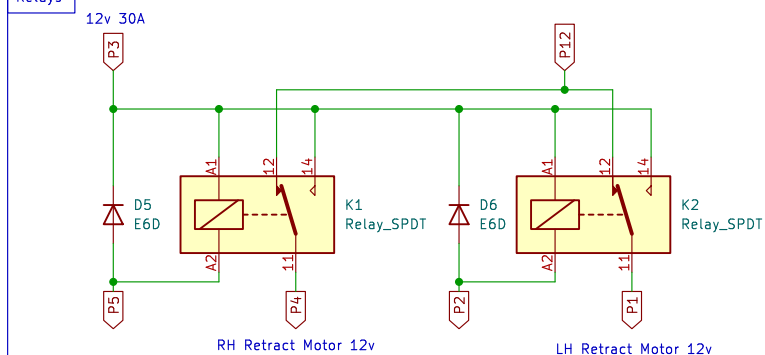 Relays
12v 30A
P3
P12
A1
12
14
A1
12
14
D5
E6D
K1
Relay_SPDT
D6
E6D
K2
Relay_SPDT
A2
11
A2
11
P5
P4
P2
P1
RH Retract Motor 12v
LH Retract Motor 12v